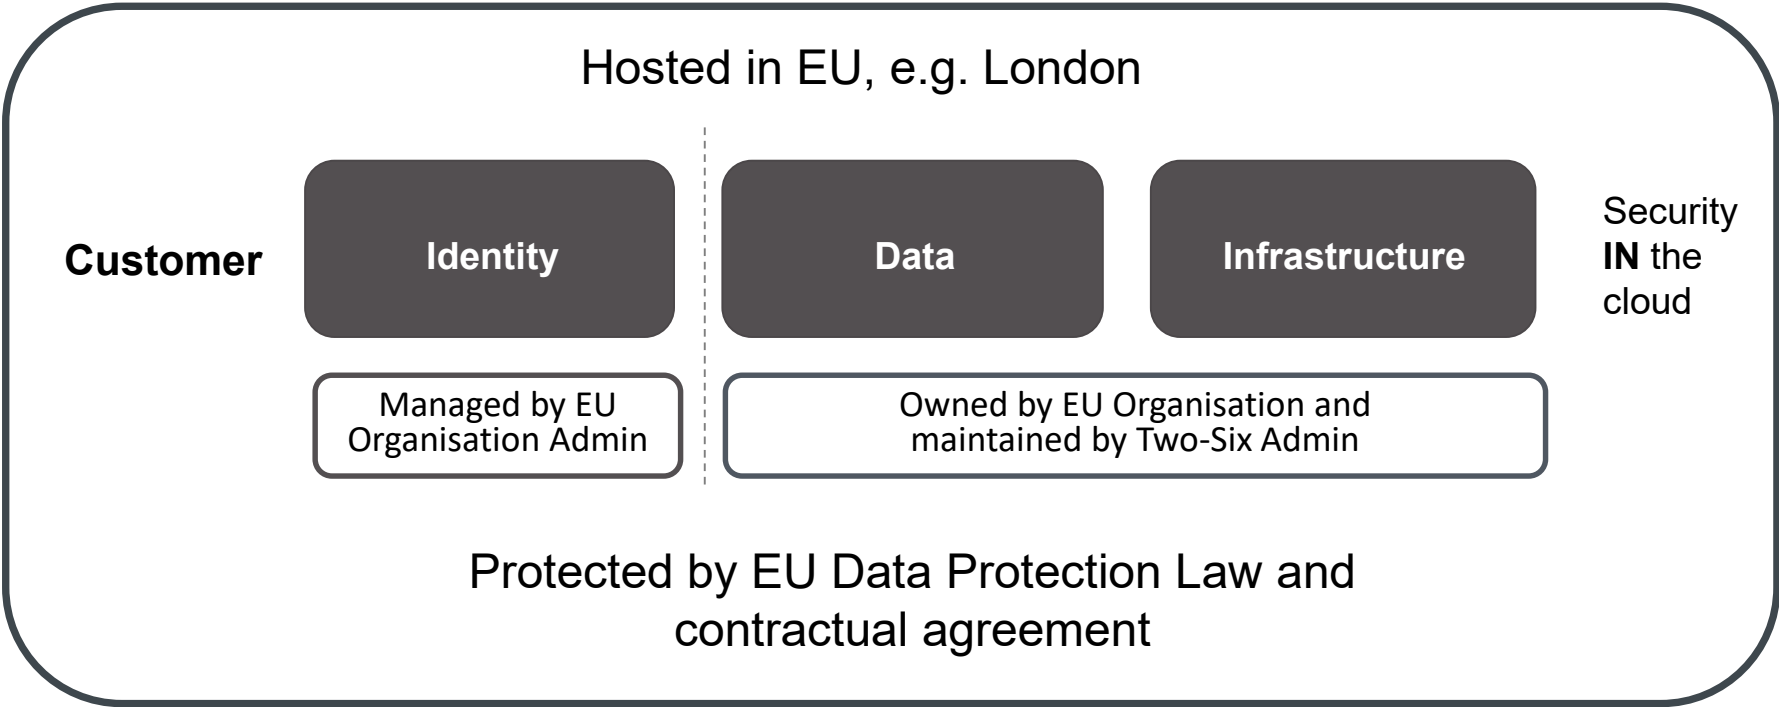 Hosted in EU, e.g. London
Customer
Identity
Data
Infrastructure
Security
IN the
cloud
Managed by EU
Organisation Admin
Owned by EU Organisation and
maintained by Two-Six Admin
Protected by EU Data Protection Law and
contractual agreement